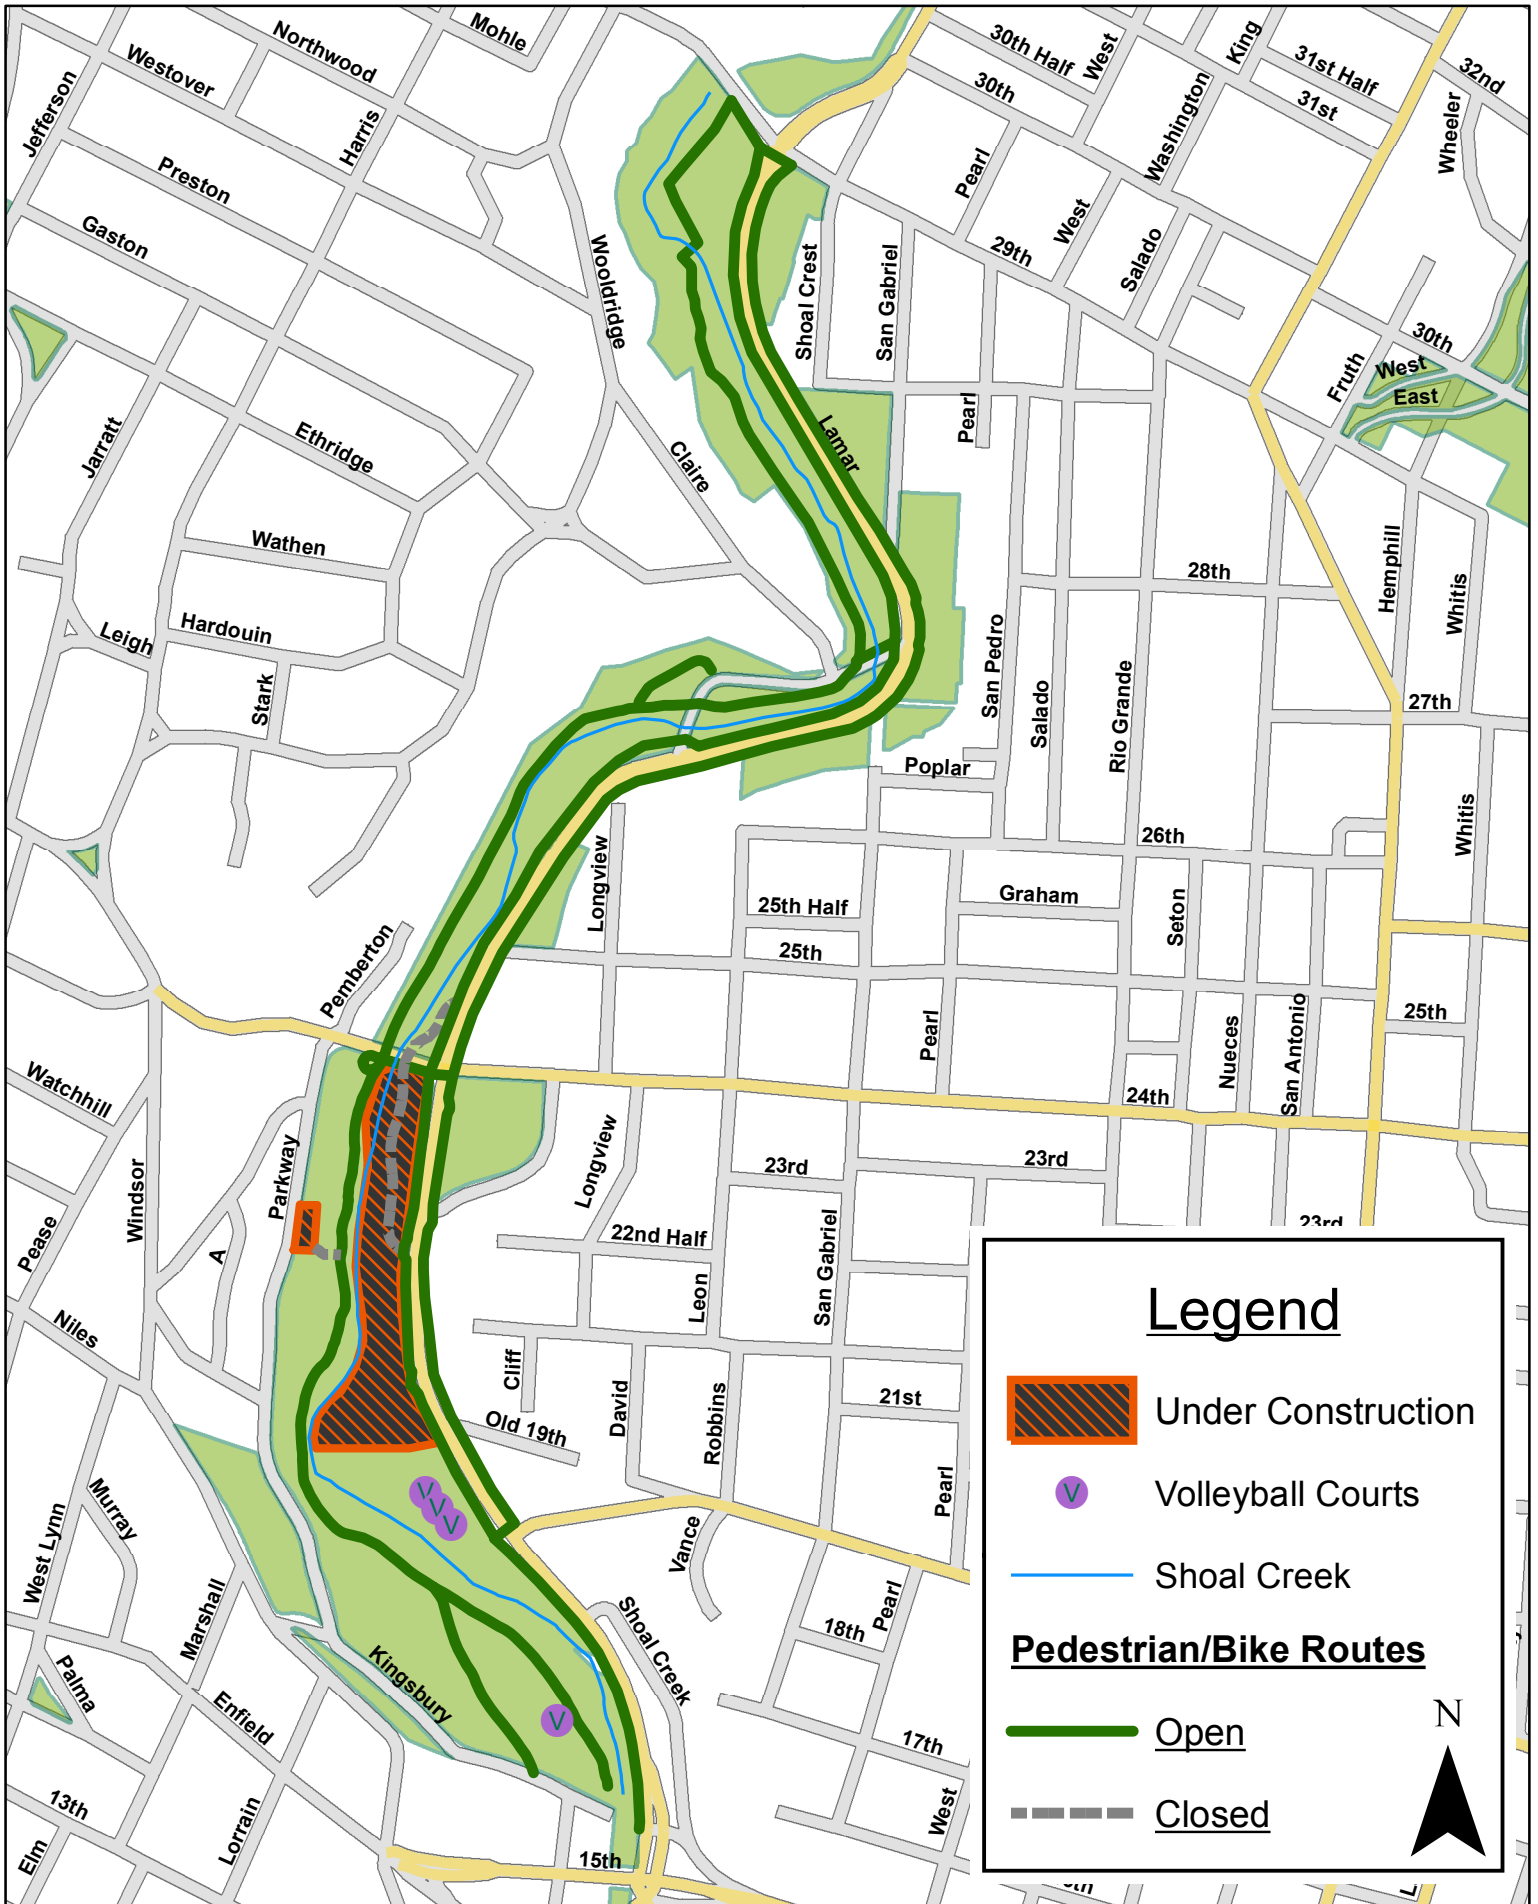 Mohle
Northwood
Westover
Jefferson
Harris
Preston
Gaston
Wooldridge
30th Half
West
King
31st Half
32nd
30th
31st
Washington
Wheeler
Pearl
West
Salado
29th
Shoal Crest
San Gabriel
30th
West
East
Fruth
Jarratt
Ethridge
Claire
Lamar
Pearl
Wathen
28th
Hemphill
Whitis
Leigh
Hardouin
Stark
San Pedro
Salado
Rio Grande
27th
Poplar
26th
Whitis
Longview
25th Half
Graham
Seton
25th
Pemberton
Pearl
Nueces
San Antonio
25th
Watchhill
24th
Parkway
Windsor
Longview
23rd
23rd
Pease
A
22nd Half
San Gabriel
23rd
Leon
Niles
Cliff
David
Robbins
21st
Old 19th
Pearl
Murray
West Lynn
Vance
Marshall
Shoal Creek
18th
Pearl
Palma
Kingsbury
Enfield
17th
13th
Lorrain
Elm
West
15th
V
V
V
V
Legend
Under Construction
V Volleyball Courts
Shoal Creek
Pedestrian/Bike Routes
Open
Closed
N